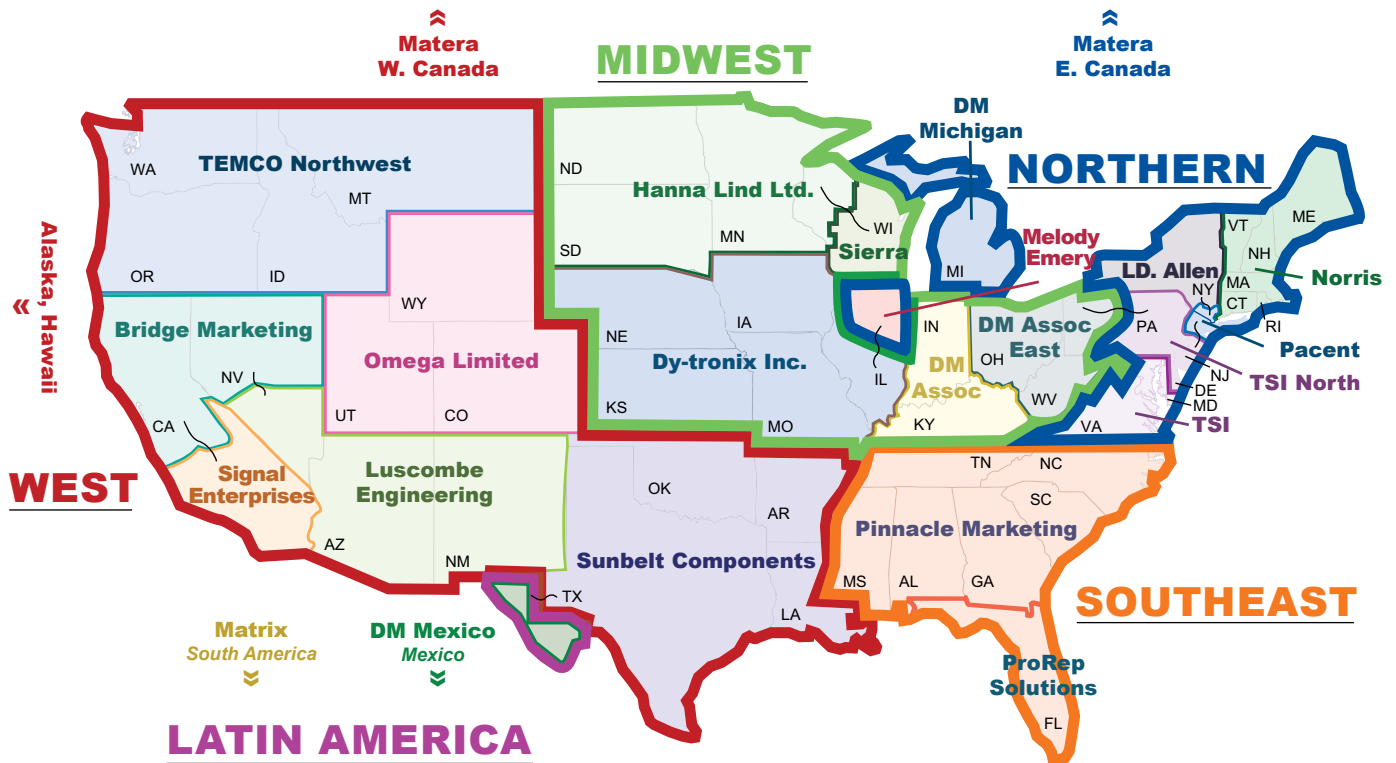 Matera
W. Canada
Matera
E. Canada
MIDWEST
DM
Michigan
NORTHERN
WA
TEMCO Northwest
MT
OR
ID
ND
Hanna Lind Ltd.
SD
MN
WI
Sierra
MI
Melody
Emery
LD. Allen
VT
ME
NH
MA
NY
CT
RI
Norris
Alaska, Hawaii
«
Bridge Marketing
NV
CA
WY
Omega Limited
UT
CO
NE
IA
Dy-tronix Inc.
KS
MO
IL
IN
DM
Assoc
KY
DM Assoc
East
OH
WV
PA
Pacent
NJ
TSI North
DE
MD
TSI
VA
WEST
Signal
Enterprises
Luscombe
Engineering
AZ
NM
OK
AR
Sunbelt Components
TX
LA
TN
NC
SC
Pinnacle Marketing
MS
AL
GA
SOUTHEAST
ProRep
Solutions
FL
Matrix
South America
DM Mexico
Mexico
LATIN AMERICA